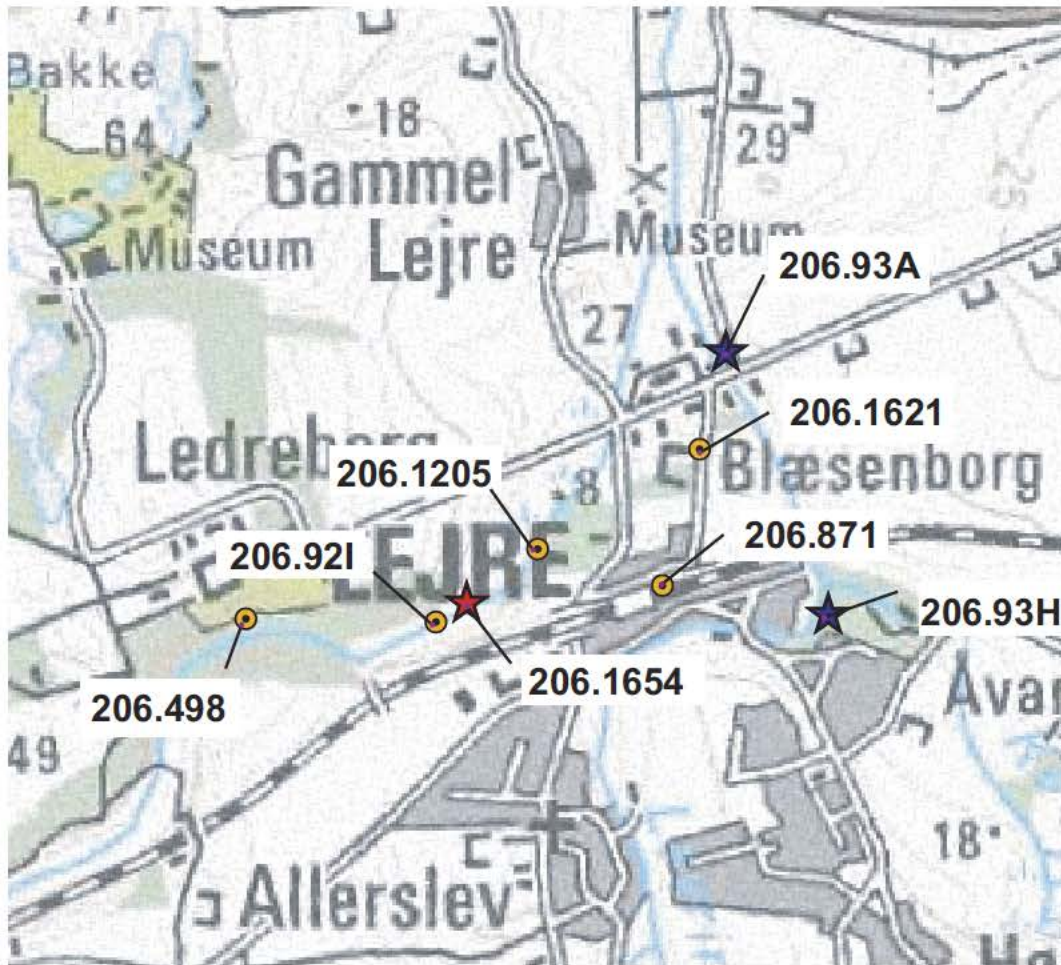 Bakke
64
18
29
Gammel
Lejre
Museum
Museum
206.93A
25
27
206.1621
Ledreborg
206.1205
8
Blæsenborg
LEJRE
206.871
206.92I
206.93H
206.1654
206.498
49
18
Allerslev